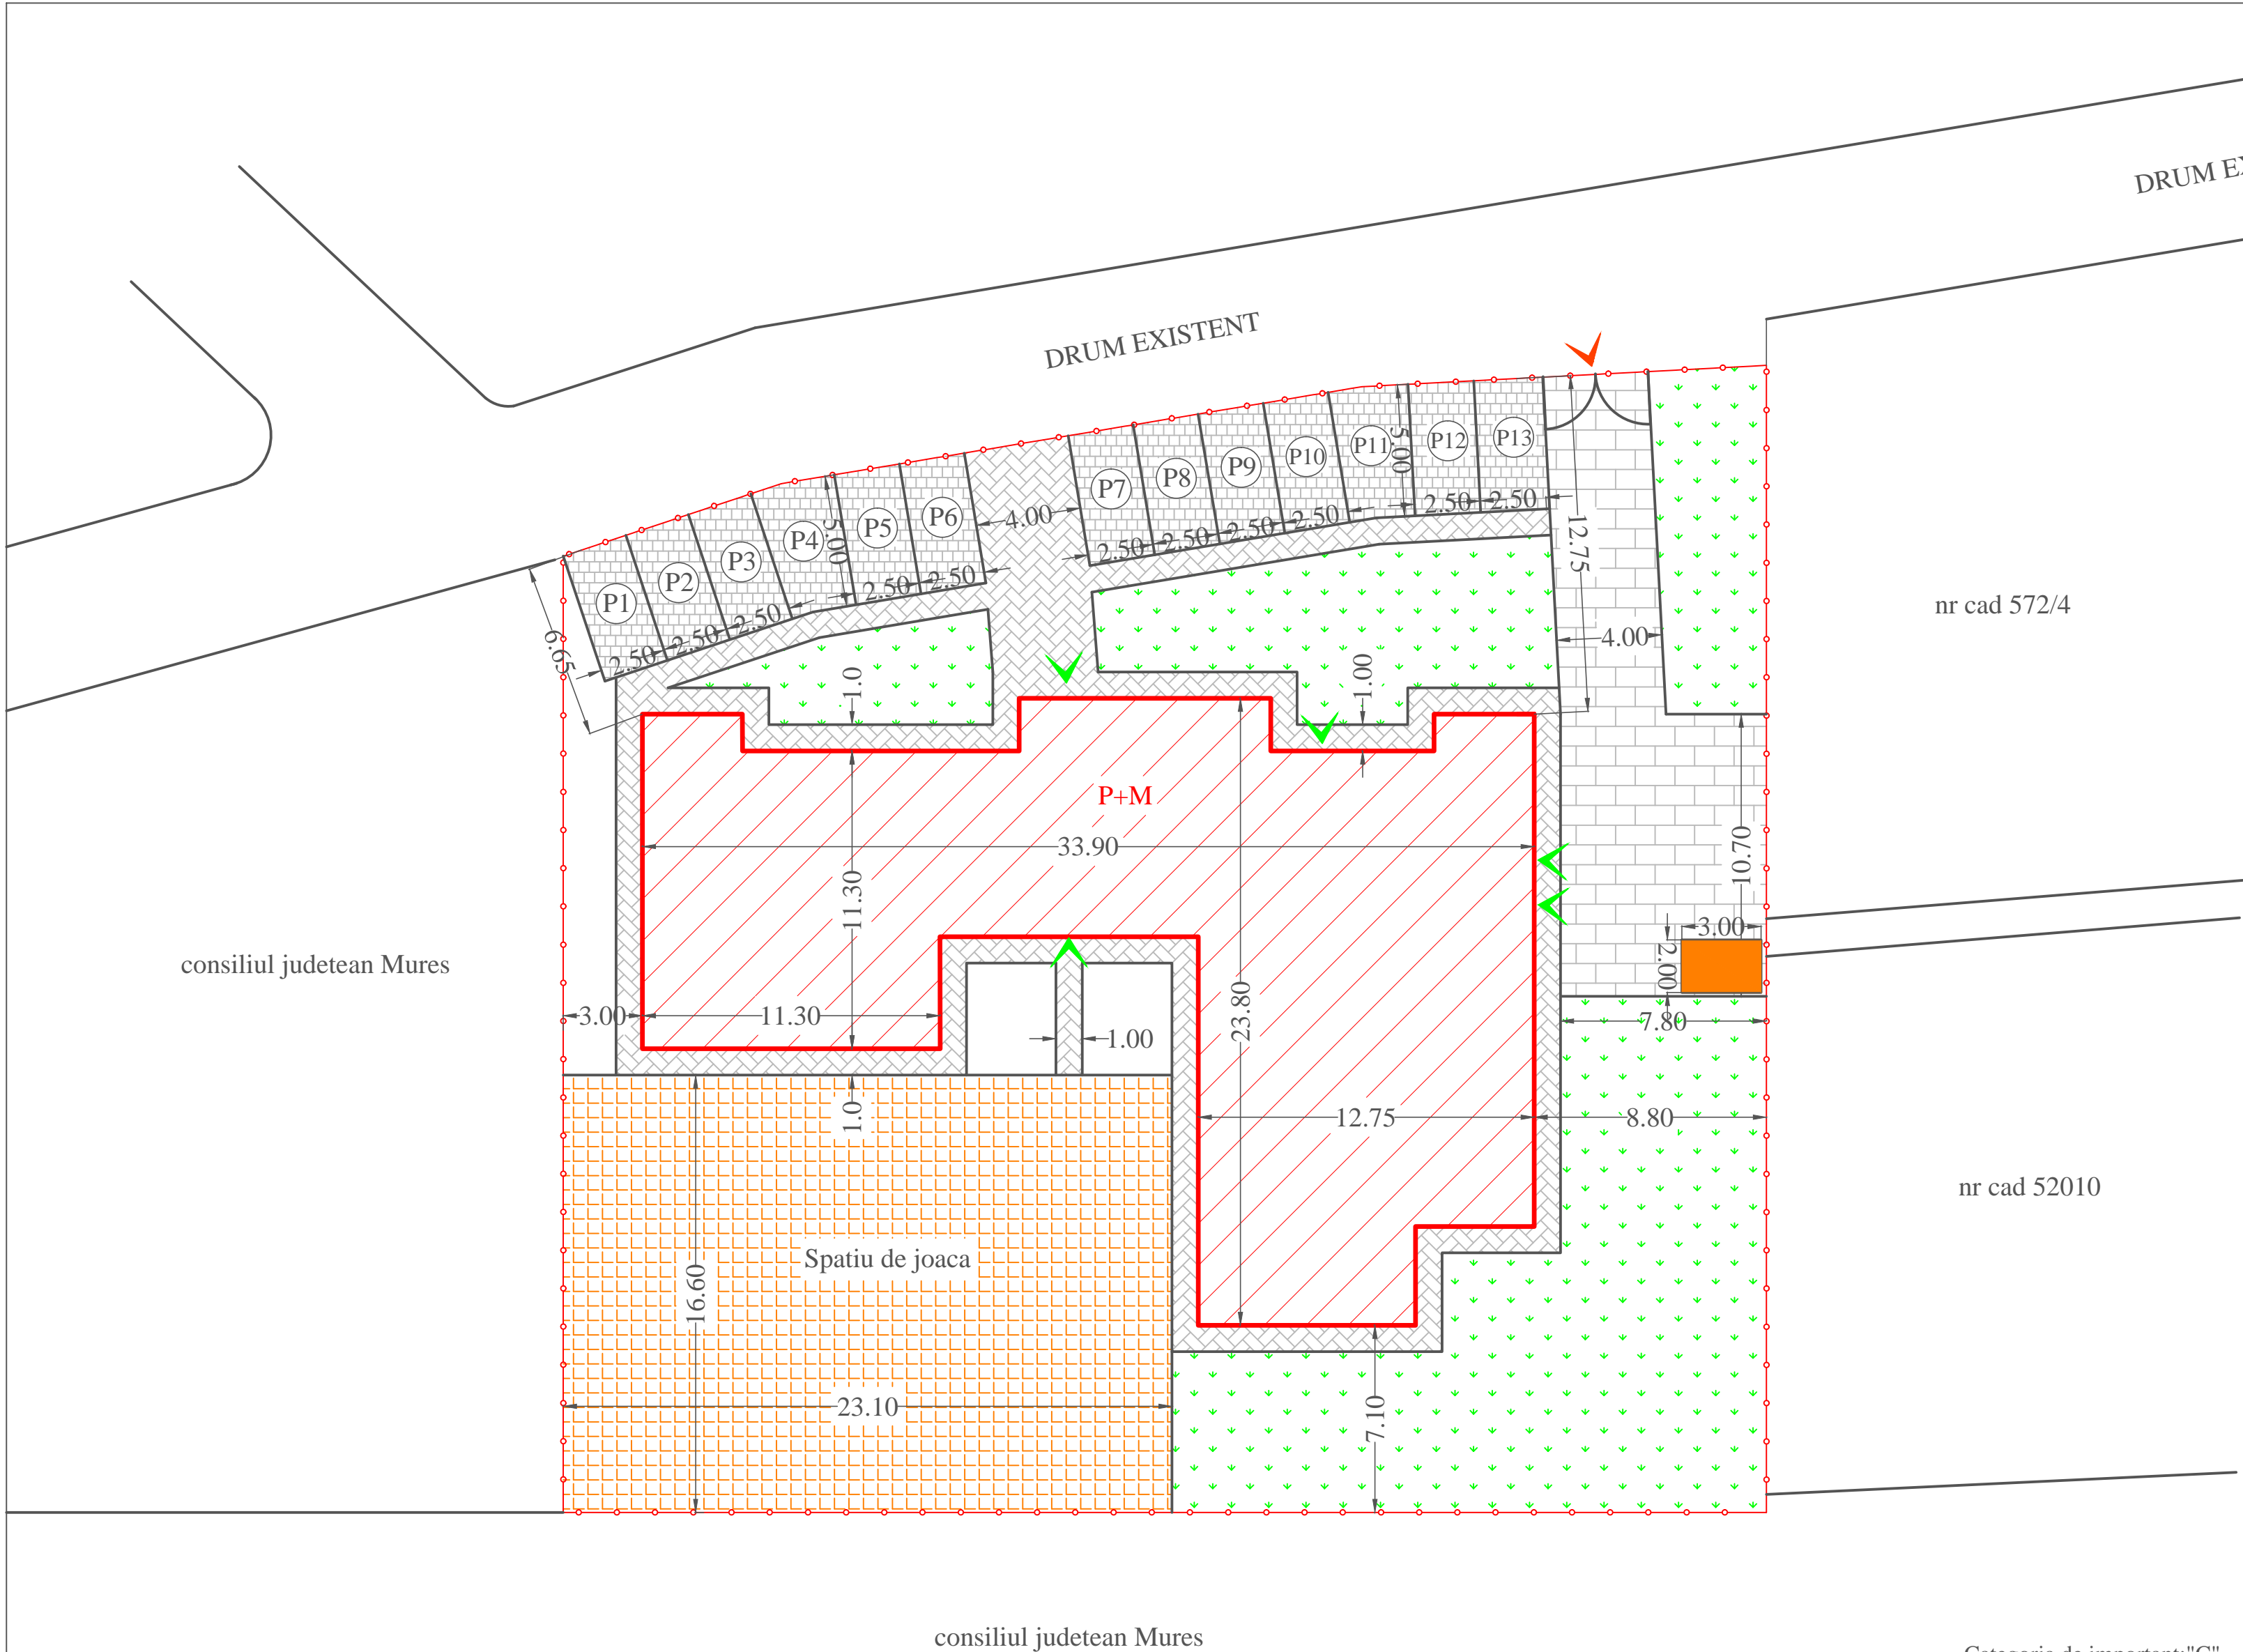 DRUM EX
DRUM EXISTENT
P1
P2
P3
P4
P5
P6
P7
P8
P9
P10
P11
P12
P13
5.00
5.00
2.50
2.50
2.50
2.50
2.50
4.00
2.50
2.50
2.50
2.50
2.50
2.50
12.75
6.65
4.00
nr cad 572/4
1.0
1.00
P+M
33.90
11.30
10.70
3.00
2.00
consiliul judetean Mures
3.00
11.30
1.00
23.80
7.80
1.0
12.75
8.80
nr cad 52010
Spatiu de joaca
16.60
23.10
7.10
consiliul judetean Mures